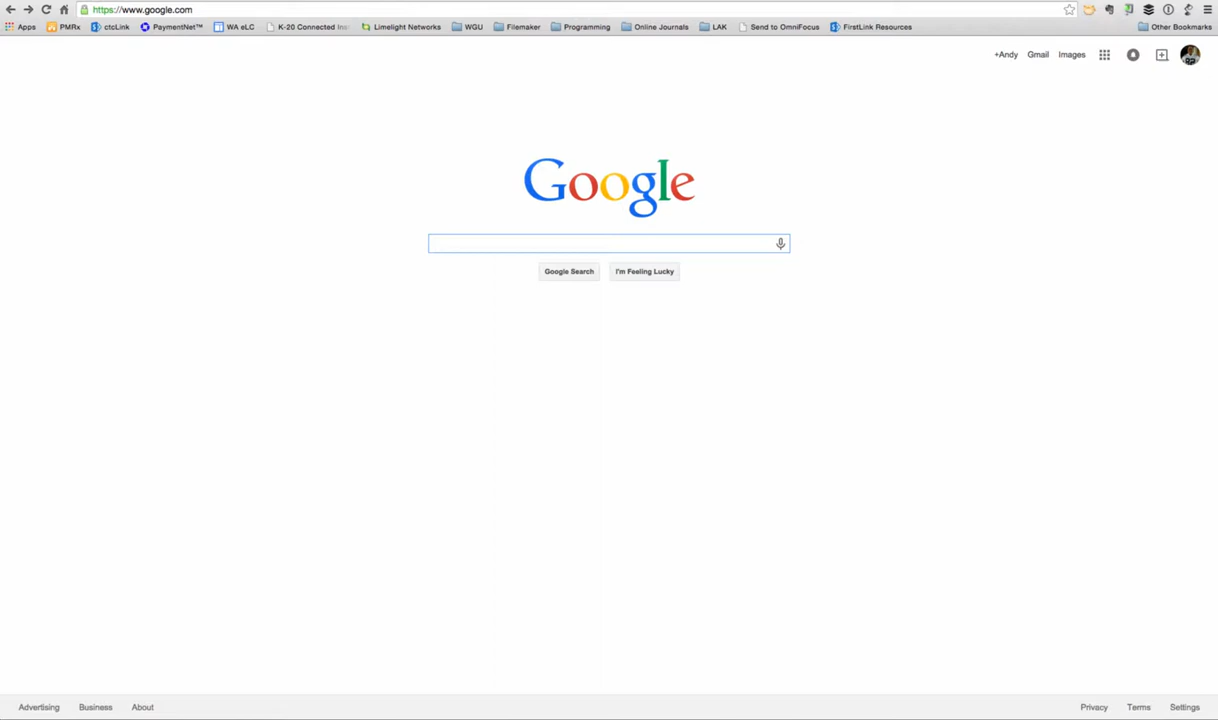 https://www.google.com
Apps PMRx ctcLink PaymentNet™ WA eLC K-20 Connected Inst Limelight Networks WGU Filemaker Programming Online Journals LAK Send to OmniFocus FirstLink Resources Other Bookmarks
+Andy Gmail Images
Google
Google Search I'm Feeling Lucky
Advertising Business About Privacy Terms Settings